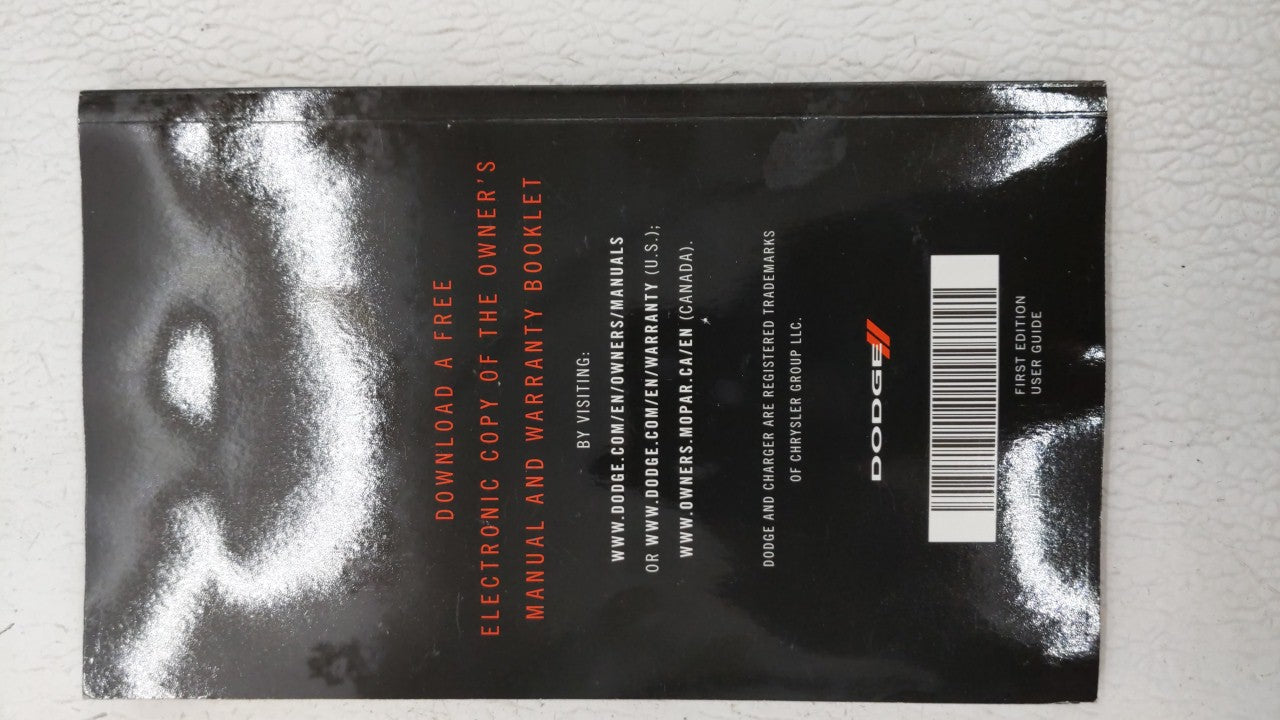 DOWNLOAD A FREE
ELECTRONIC COPY OF THE OWNER'S
MANUAL AND WARRANTY BOOKLET
BY VISITING:
WWW.DODGE.COM/EN/OWNERS/MANUALS
OR WWW.DODGE.COM/EN/WARRANTY (U.S.);
WWW.OWNERS.MOPAR.CA/EN (CANADA).
DODGE AND CHARGER ARE REGISTERED TRADEMARKS
OF CHRYSLER GROUP LLC.
DODGE
FIRST EDITION
USER GUIDE